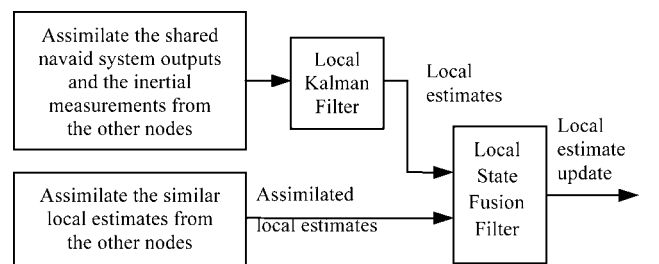 Assimilate the shared
navaid system outputs
and the inertial
measurements from
the other nodes
Local
Kalman
Filter
Local
estimates
Assimilate the similar
local estimates from
the other nodes
Assimilated
local estimates
Local
State
Fusion
Filter
Local
estimate
update